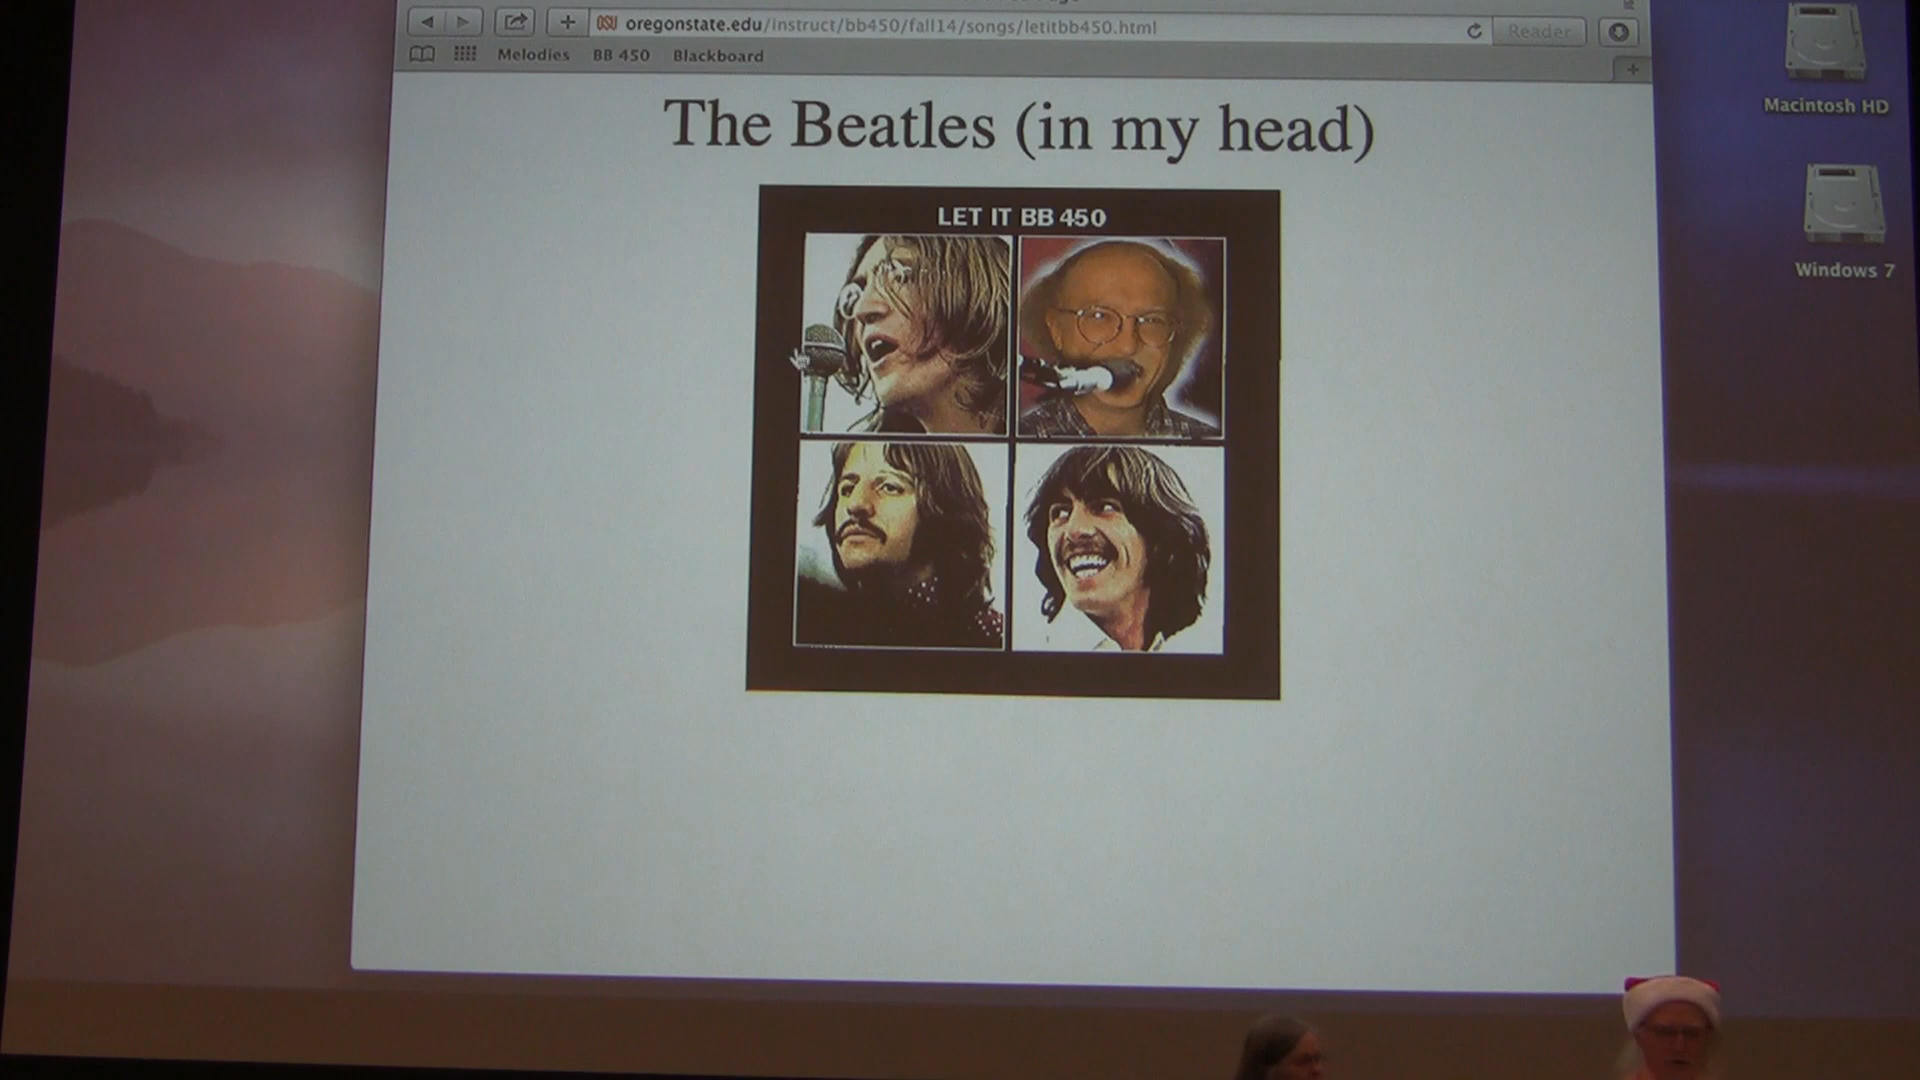 oregonstate.edu/instruct/bb450/fall14/songs/letitbb450.html
Reader
Melodies BB 450 Blackboard
Macintosh HD
The Beatles (in my head)
LET IT BB 450
Windows 7